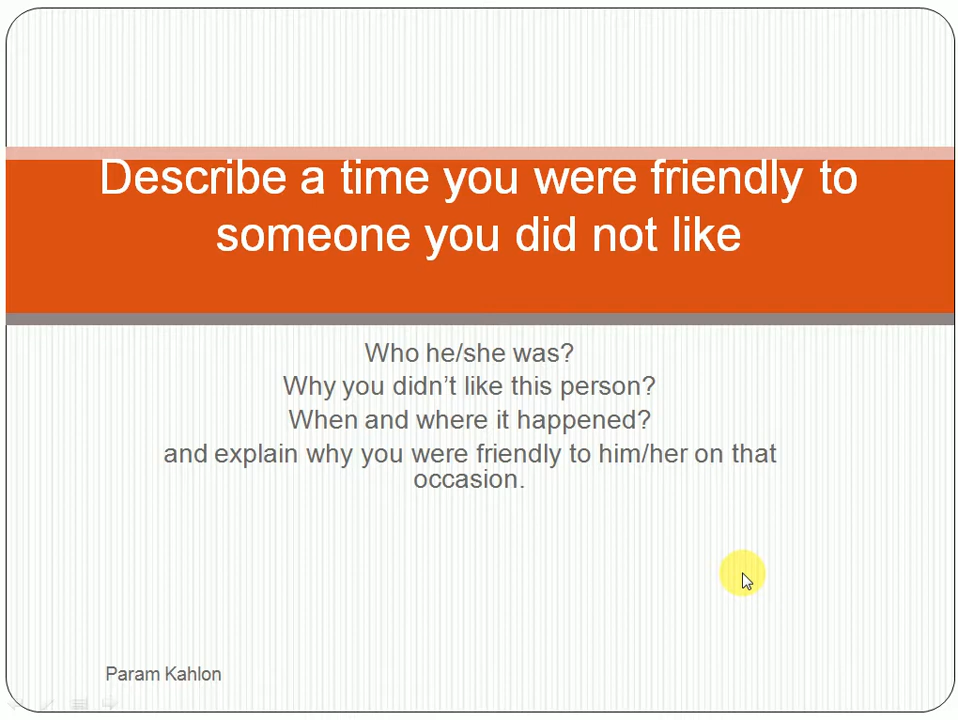 Describe a time you were friendly to
someone you did not like
Who he/she was?
Why you didn’t like this person?
When and where it happened?
and explain why you were friendly to him/her on that
occasion.
Param Kahlon